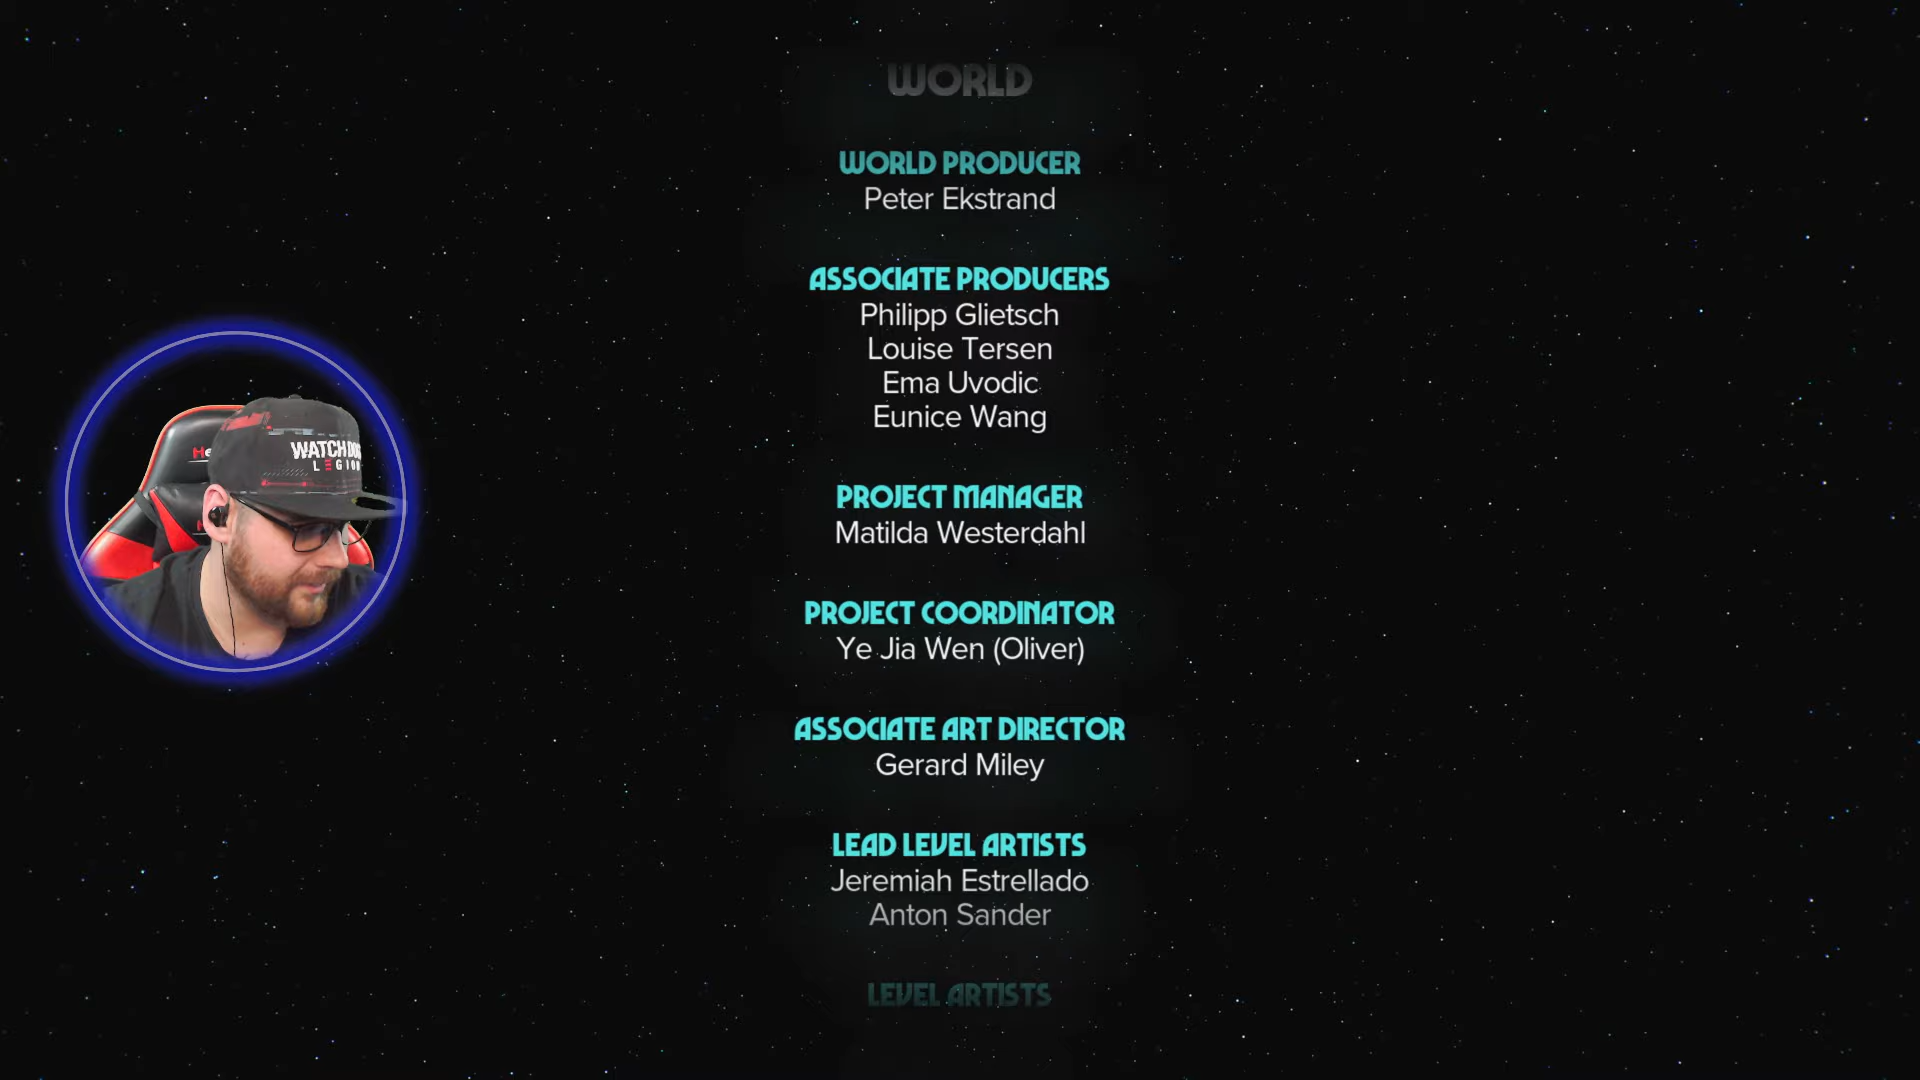 WORLD
WORLD PRODUCER
Peter Ekstrand
ASSOCIATE PRODUCERS
Philipp Glietsch
Louise Tersen
Ema Uvodic
Eunice Wang
PROJECT MANAGER
Matilda Westerdahl
PROJECT COORDINATOR
Ye Jia Wen (Oliver)
ASSOCIATE ART DIRECTOR
Gerard Miley
LEAD LEVEL ARTISTS
Jeremiah Estrellado
Anton Sander
LEVEL ARTISTS
WATCH